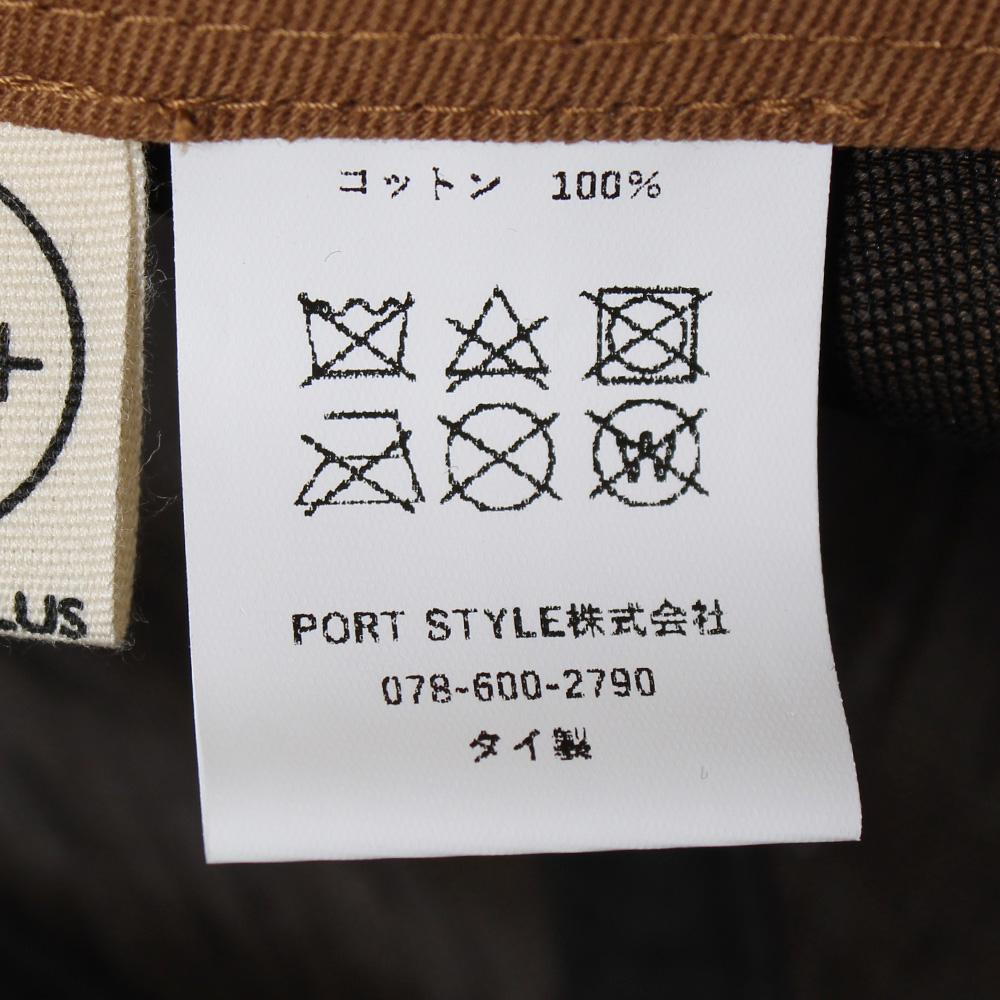 コットン 100%
PORT STYLE株式会社
078-600-2790
タイ製
+
LUS